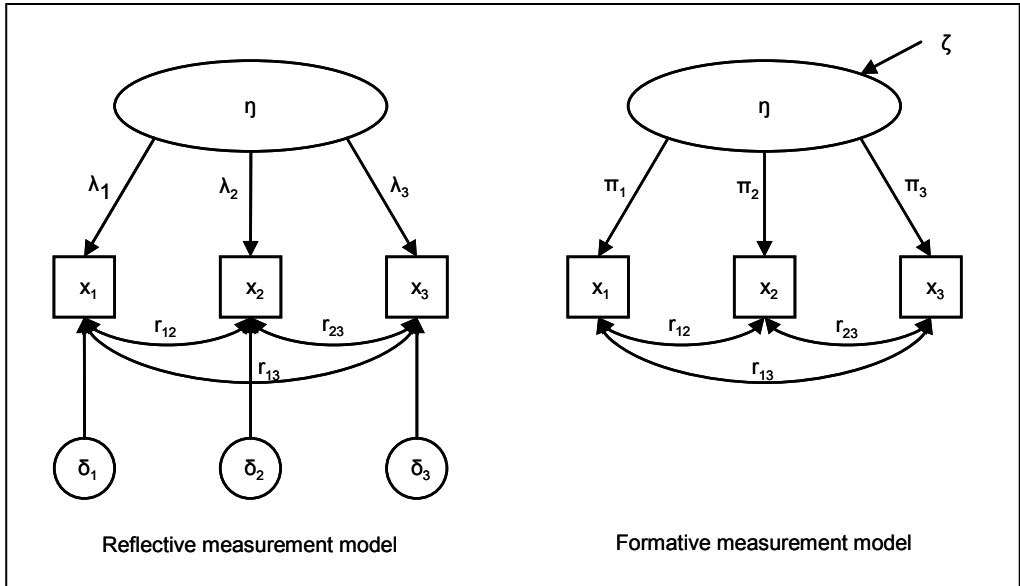 ŋ
λ1
λ2
λ3
x1
x2
x3
r12
r23
r13
δ1
δ2
δ3
Reflective measurement model
ζ
ŋ
π1
π2
π3
x1
x2
x3
r12
r23
r13
Formative measurement model